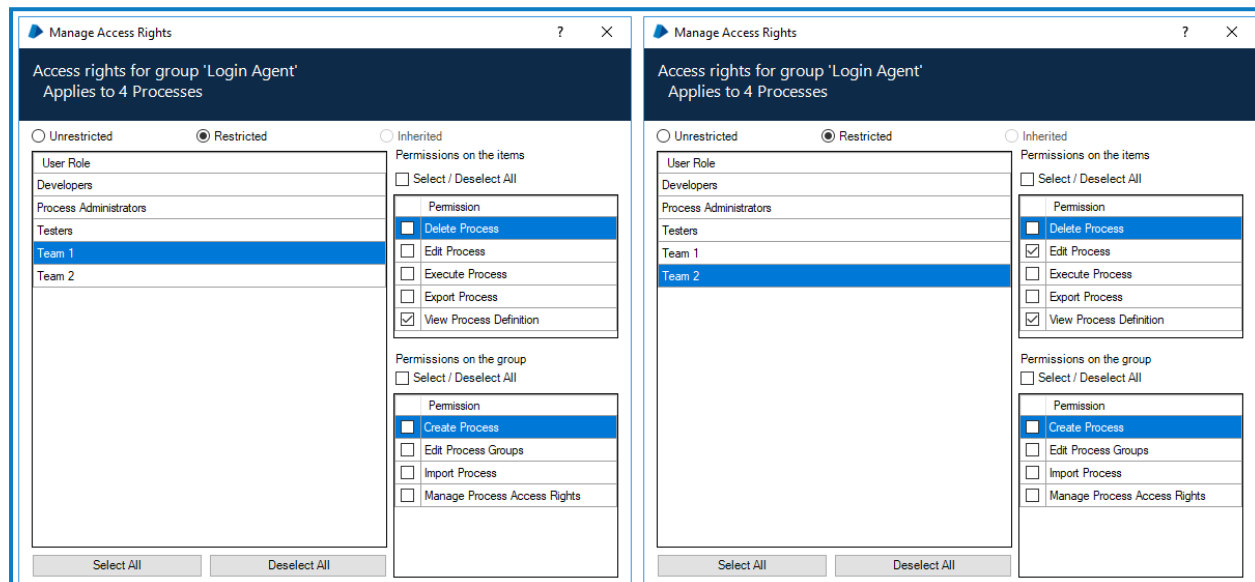 Manage Access Rights ? ×
Access rights for group 'Login Agent'
Applies to 4 Processes
Unrestricted Restricted Inherited
User Role
Developers
Process Administrators
Testers
Team 1
Team 2
Permissions on the items
Select / Deselect All
Permission
Delete Process
Edit Process
Execute Process
Export Process
View Process Definition
Permissions on the group
Select / Deselect All
Permission
Create Process
Edit Process Groups
Import Process
Manage Process Access Rights
Select All Deselect All
Manage Access Rights ? ×
Access rights for group 'Login Agent'
Applies to 4 Processes
Unrestricted Restricted Inherited
User Role
Developers
Process Administrators
Testers
Team 1
Team 2
Permissions on the items
Select / Deselect All
Permission
Delete Process
Edit Process
Execute Process
Export Process
View Process Definition
Permissions on the group
Select / Deselect All
Permission
Create Process
Edit Process Groups
Import Process
Manage Process Access Rights
Select All Deselect All